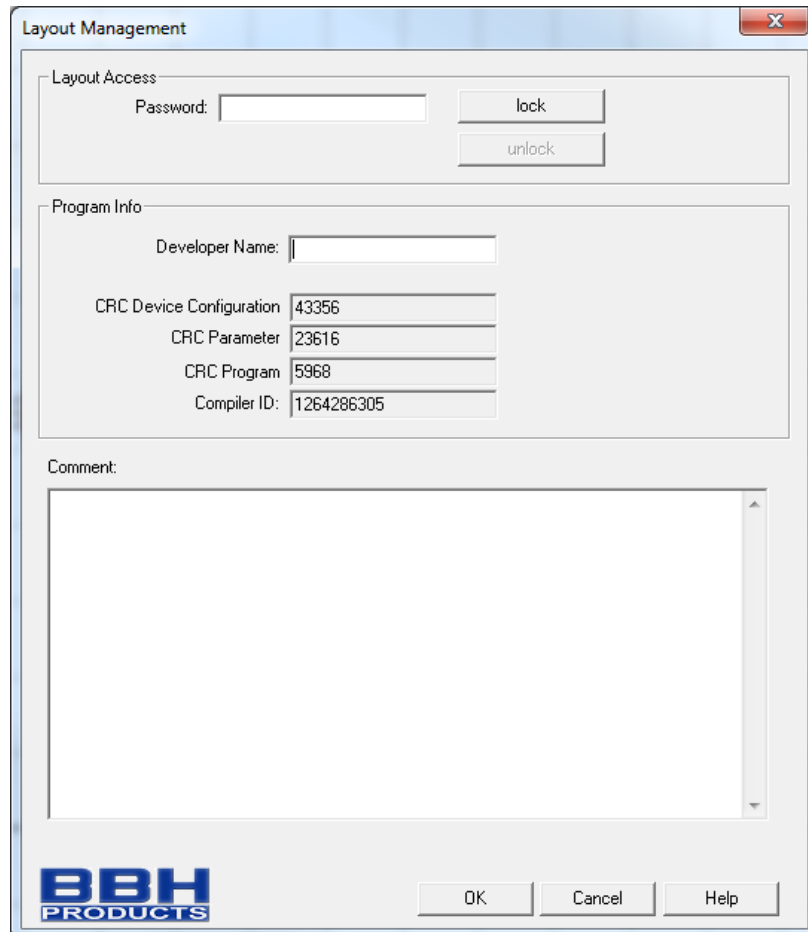 Layout Management
x
Layout Access
Password:
lock
unlock
Program Info
Developer Name:
CRC Device Configuration 43356
CRC Parameter 23616
CRC Program 5968
Compiler ID: 1264286305
Comment:
BBH
PRODUCTS
OK Cancel Help